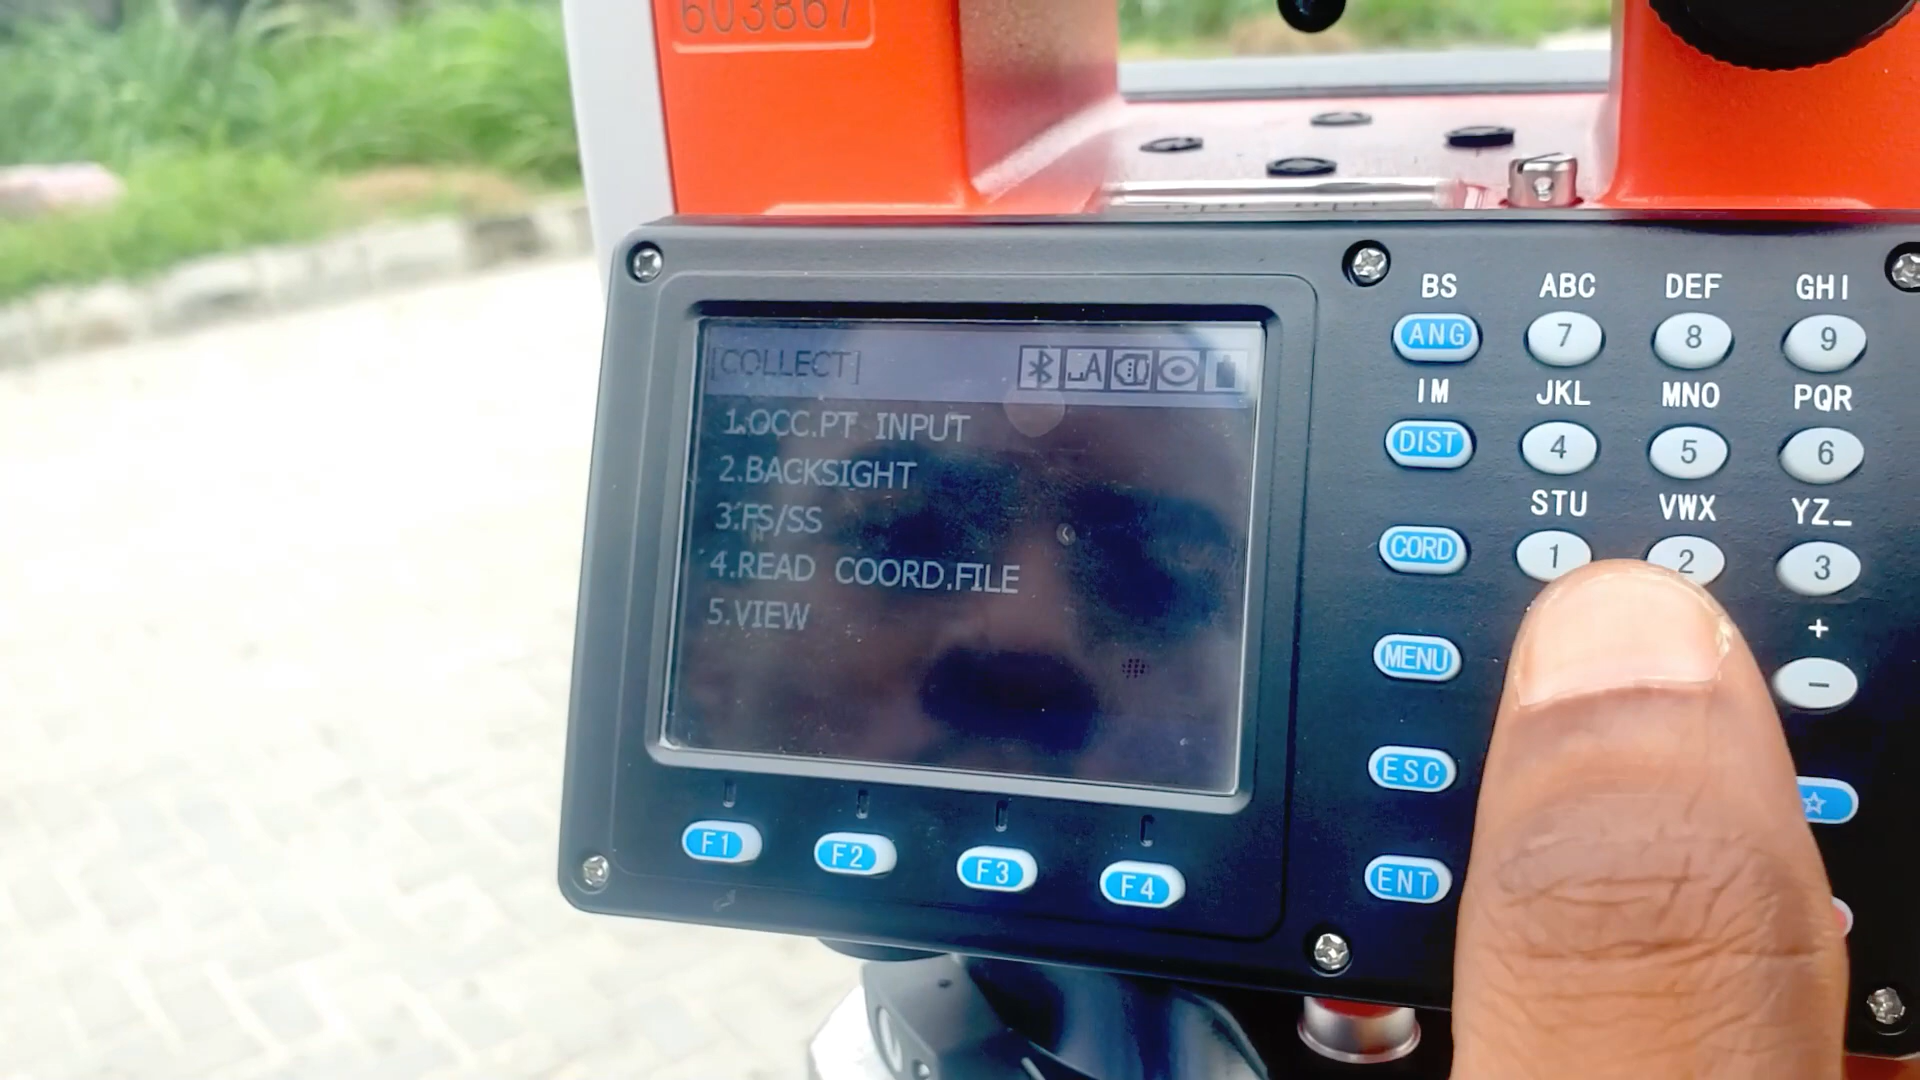 603867
[COLLECT]
1.OCC.PT INPUT
2.BACKSIGHT
3.FS/SS
4.READ COORD.FILE
5.VIEW
F1 F2 F3 F4
BS ABC DEF GHI
ANG 7 8 9
IM JKL MNO PQR
DIST 4 5 6
STU VWX YZ_
CORD 1 2 3
+
MENU -
ESC
ENT